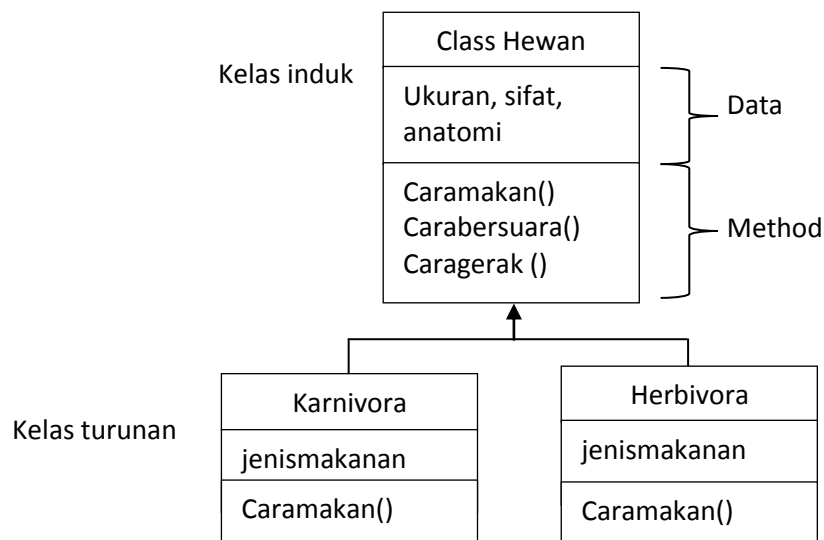 Class Hewan
Kelas induk
Ukuran, sifat,
anatomi
Data
Caramakan()
Carabersuara()
Caragerak ()
Method
Kelas turunan
Karnivora
jenismakanan
Caramakan()
Herbivora
jenismakanan
Caramakan()